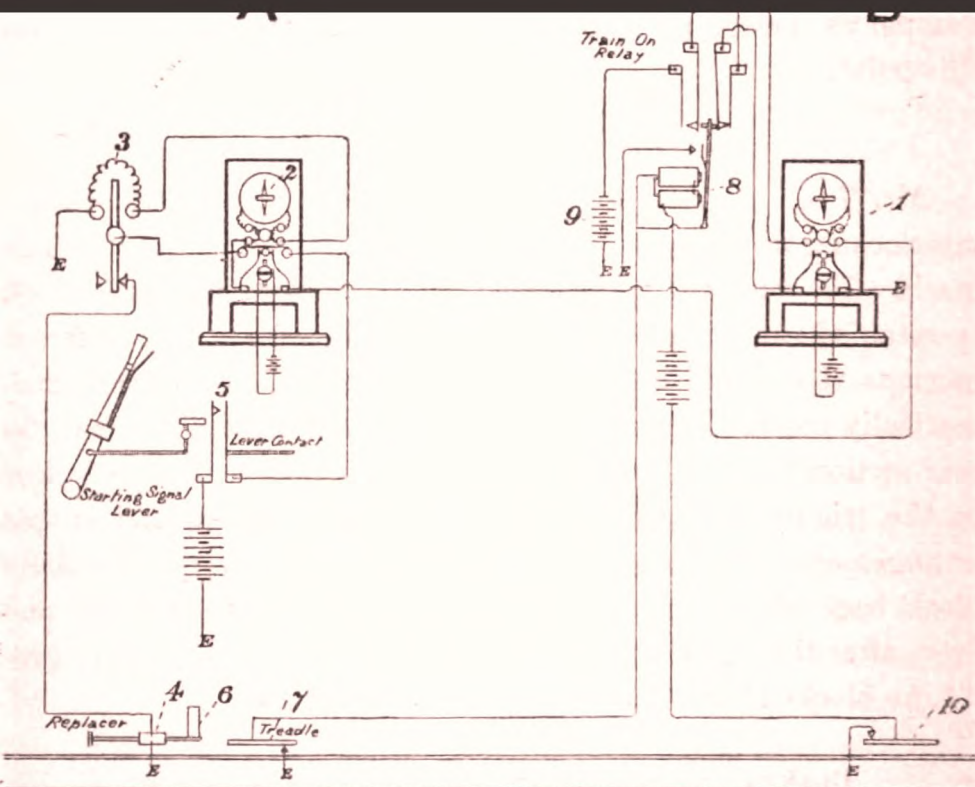 Train On
Relay
3
2
8
1
9
E
E
E
E
5
Lever Contact
Starting Signal
Lever
E
4
6
7
10
Replacer
Treadle
E
E
E